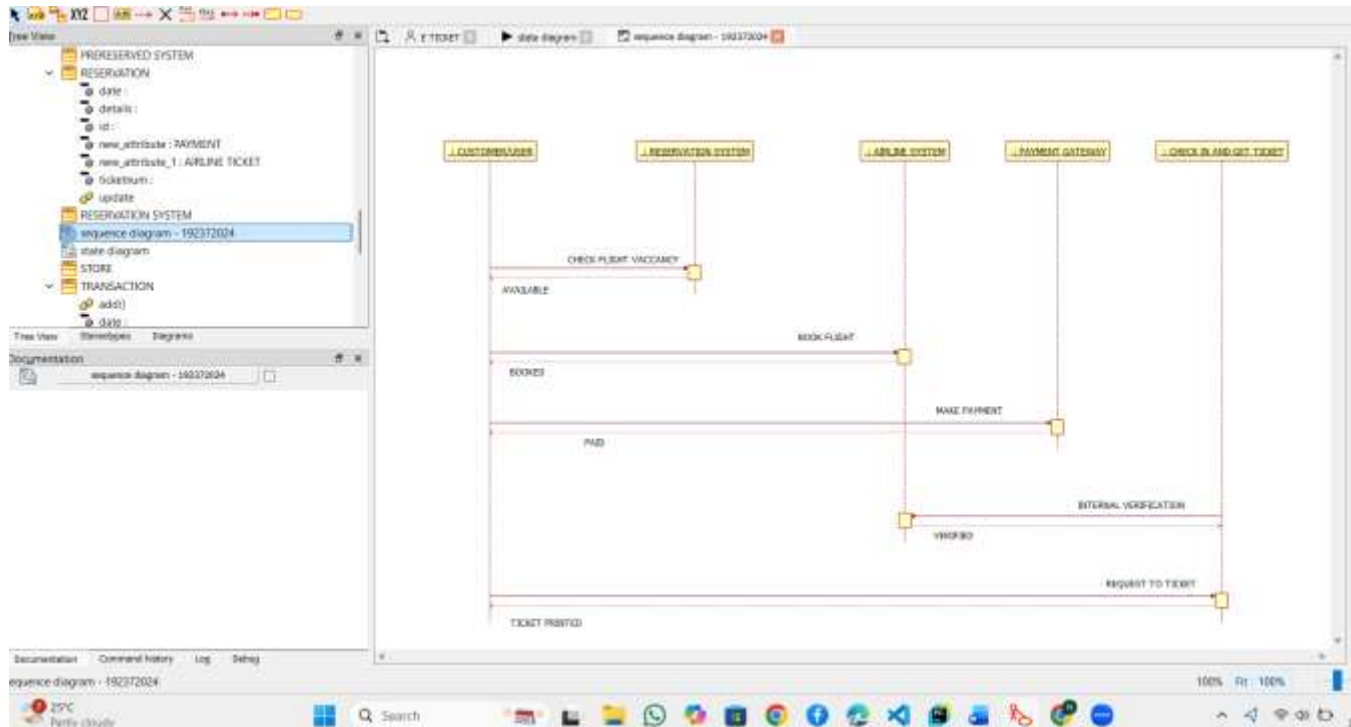 XYZ
Tree View
PRERESERVED SYSTEM
RESERVATION
date :
details :
id :
new_attribute : PAYMENT
new_attribute_1 : AIRLINE TICKET
ticketnum :
update
RESERVATION SYSTEM
sequence diagram - 192372024
state diagram
STORE
TRANSACTION
add()
date :
Tree View Stereotypes Diagrams
Documentation
sequence diagram - 192372024
Documentation Command history Log Debug
equence diagram - 192372024
E TICKET state diagram sequence diagram - 192372024
: CUSTOMER/USER : RESERVATION SYSTEM : AIRLINE SYSTEM : PAYMENT GATEWAY : CHECK IN AND GET TICKET
CHECK FLIGHT VACCANCY
AVAILABLE
BOOK FLIGHT
BOOKED
MAKE PAYMENT
PAID
INTERNAL VERIFICATION
REQUEST TO TICKET
TICKET PRINTED
100% Fit 100%
25°C
Partly cloudy
Search